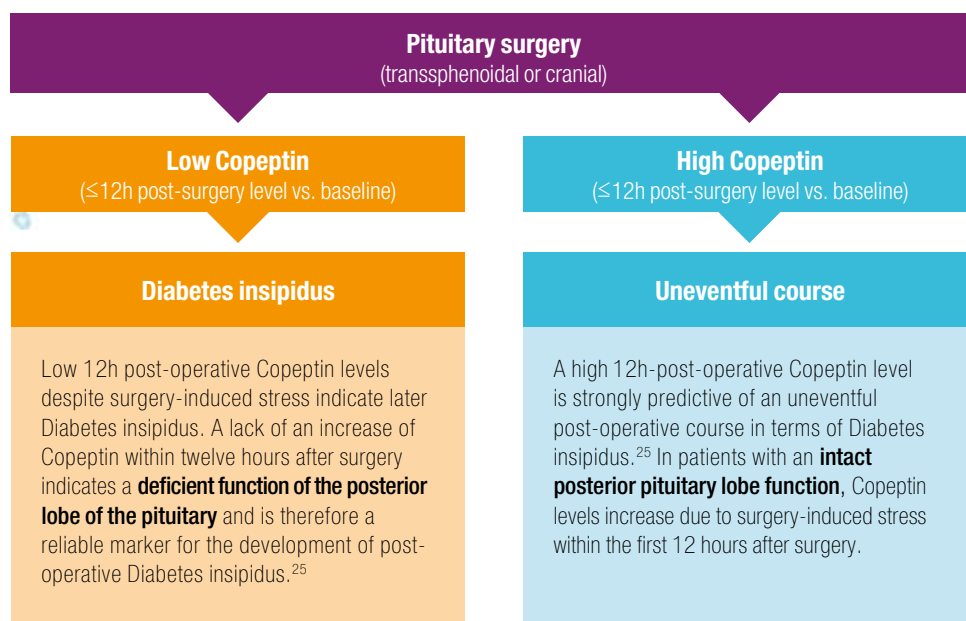 Pituitary surgery
(transsphenoidal or cranial)
Low Copeptin
(≤12h post-surgery level vs. baseline)
High Copeptin
(≤12h post-surgery level vs. baseline)
Diabetes insipidus
Low 12h post-operative Copeptin levels
despite surgery-induced stress indicate later
Diabetes insipidus. A lack of an increase of
Copeptin within twelve hours after surgery
indicates a deficient function of the posterior
lobe of the pituitary and is therefore a
reliable marker for the development of post-
operative Diabetes insipidus.25
Uneventful course
A high 12h-post-operative Copeptin level
is strongly predictive of an uneventful
post-operative course in terms of Diabetes
insipidus.25 In patients with an intact
posterior pituitary lobe function, Copeptin
levels increase due to surgery-induced stress
within the first 12 hours after surgery.